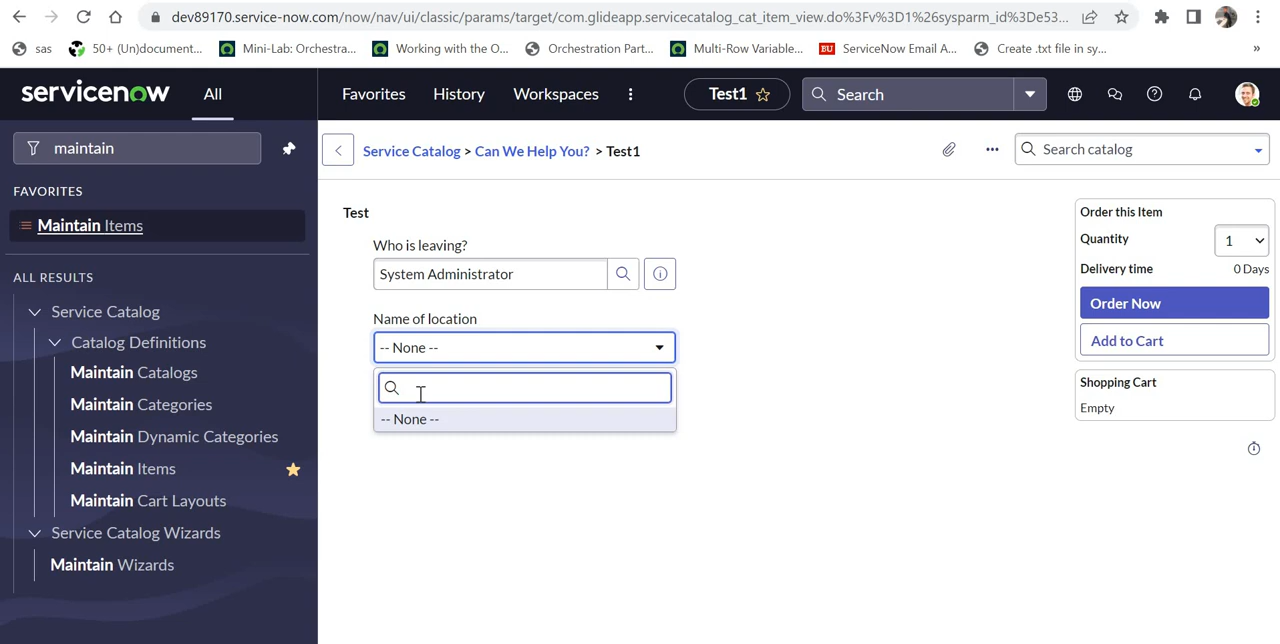 dev89170.service-now.com/now/nav/ui/classic/params/target/com.glideapp.servicecatalog_cat_item_view.do%3Fv%3D1%26sysparm_id%3De53...
sas 50+ (Un)document... Mini-Lab: Orchestra... Working with the O... Orchestration Part... Multi-Row Variable... BU ServiceNow Email A... Create .txt file in sy... »
servicenow All Favorites History Workspaces Test1 Search
maintain
Service Catalog > Can We Help You? > Test1 Search catalog
FAVORITES
Maintain Items
ALL RESULTS
Service Catalog
Catalog Definitions
Maintain Catalogs
Maintain Categories
Maintain Dynamic Categories
Maintain Items
Maintain Cart Layouts
Service Catalog Wizards
Maintain Wizards
Test
Who is leaving?
System Administrator
Name of location
-- None --
-- None --
Order this Item
Quantity 1
Delivery time 0 Days
Order Now
Add to Cart
Shopping Cart
Empty